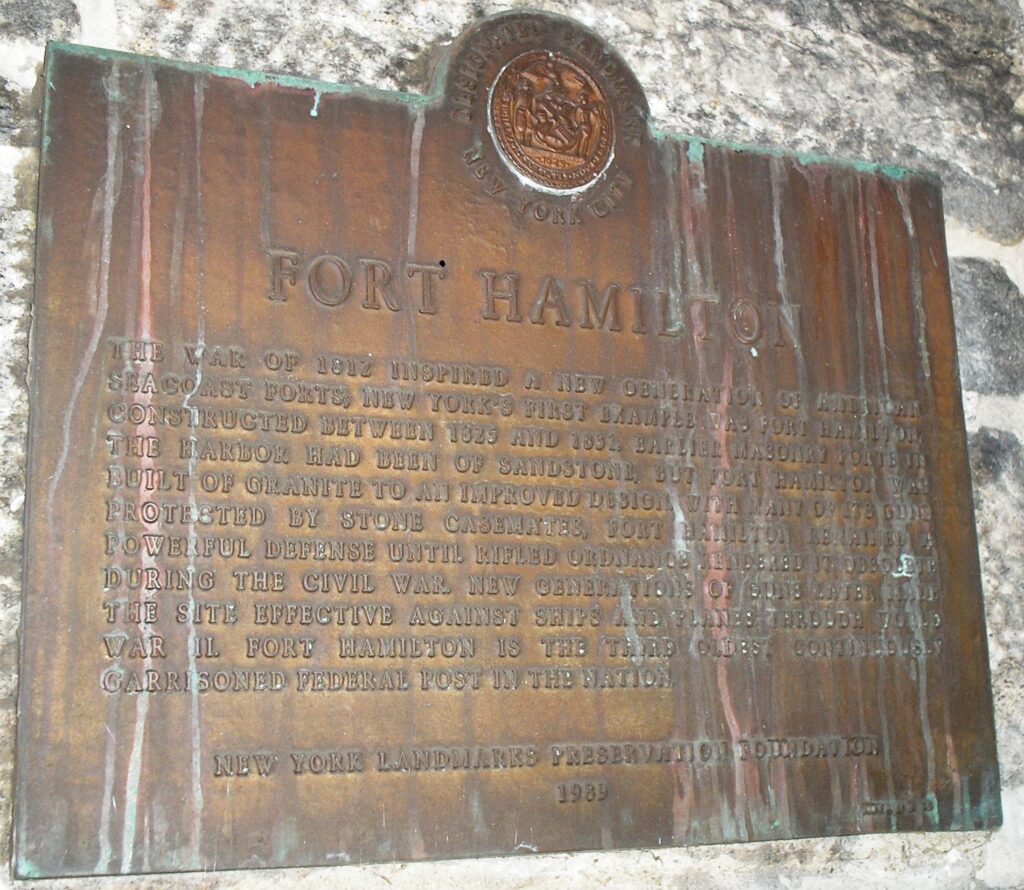 DESIGNATED LANDMARK
NEW YORK CITY
FORT HAMILTON
THE WAR OF 1812 INSPIRED A NEW GENERATION OF AMERICAN
SEACOAST FORTS; NEW YORK'S FIRST EXAMPLE WAS FORT HAMILTON,
CONSTRUCTED BETWEEN 1825 AND 1831. EARLIER MASONRY FORTS IN
THE HARBOR HAD BEEN OF SANDSTONE, BUT FORT HAMILTON WAS
BUILT OF GRANITE TO AN IMPROVED DESIGN. WITH MANY OF ITS GUNS
PROTECTED BY STONE CASEMATES, FORT HAMILTON REMAINED A
POWERFUL DEFENSE UNTIL RIFLED ORDNANCE RENDERED IT OBSOLETE
DURING THE CIVIL WAR. NEW GENERATIONS OF GUNS LATER MADE
THE SITE EFFECTIVE AGAINST SHIPS AND PLANES THROUGH WORLD
WAR II. FORT HAMILTON IS THE THIRD OLDEST CONTINUOUSLY
GARRISONED FEDERAL POST IN THE NATION.
NEW YORK LANDMARKS PRESERVATION FOUNDATION
1989